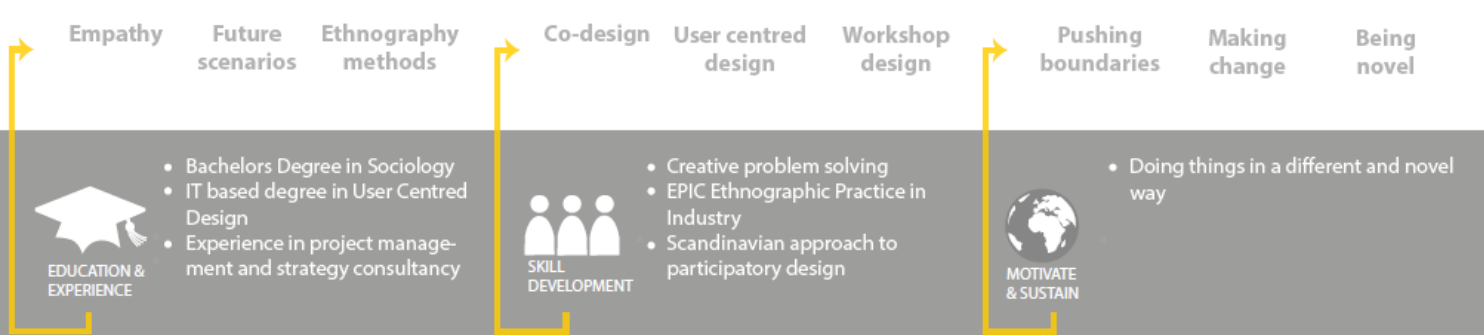 Empathy
Future
scenarios
Ethnography
methods
Co-design
User centred
design
Workshop
design
Pushing
boundaries
Making
change
Being
novel
• Bachelors Degree in Sociology
• IT based degree in User Centred
Design
• Experience in project manage-
ment and strategy consultancy
EDUCATION &
EXPERIENCE
• Creative problem solving
• EPIC Ethnographic Practice in
Industry
• Scandinavian approach to
participatory design
SKILL
DEVELOPMENT
• Doing things in a different and novel
way
MOTIVATE
& SUSTAIN